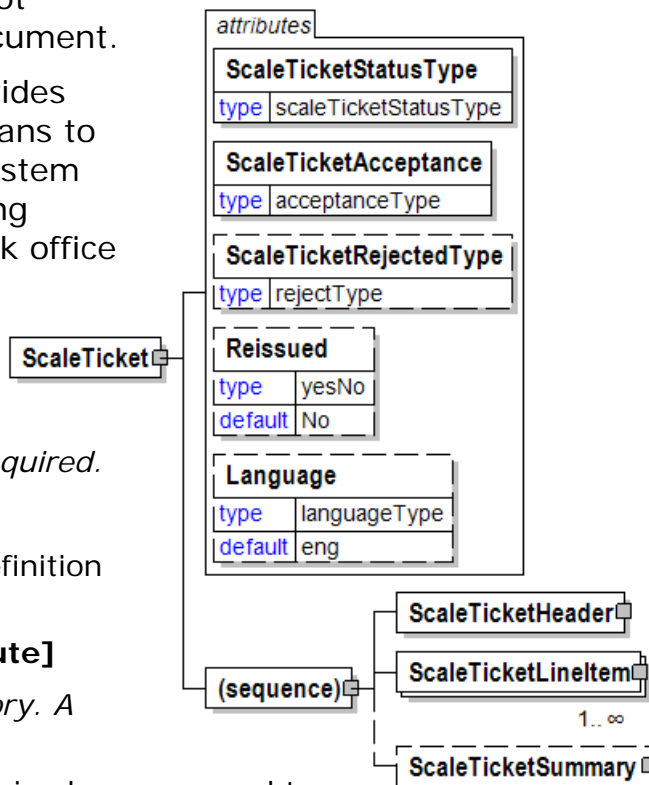 cument.
ides
ans to
stem
ng
k office
quired.
finition
ute]
ory. A
attributes
ScaleTicketStatusType
type scaleTicketStatusType
ScaleTicketAcceptance
type acceptanceType
ScaleTicketRejectedType
type rejectType
Reissued
type yesNo
default No
Language
type languageType
default eng
ScaleTicket
(sequence)
ScaleTicketHeader
ScaleTicketLineItem
1.. ∞
ScaleTicketSummary